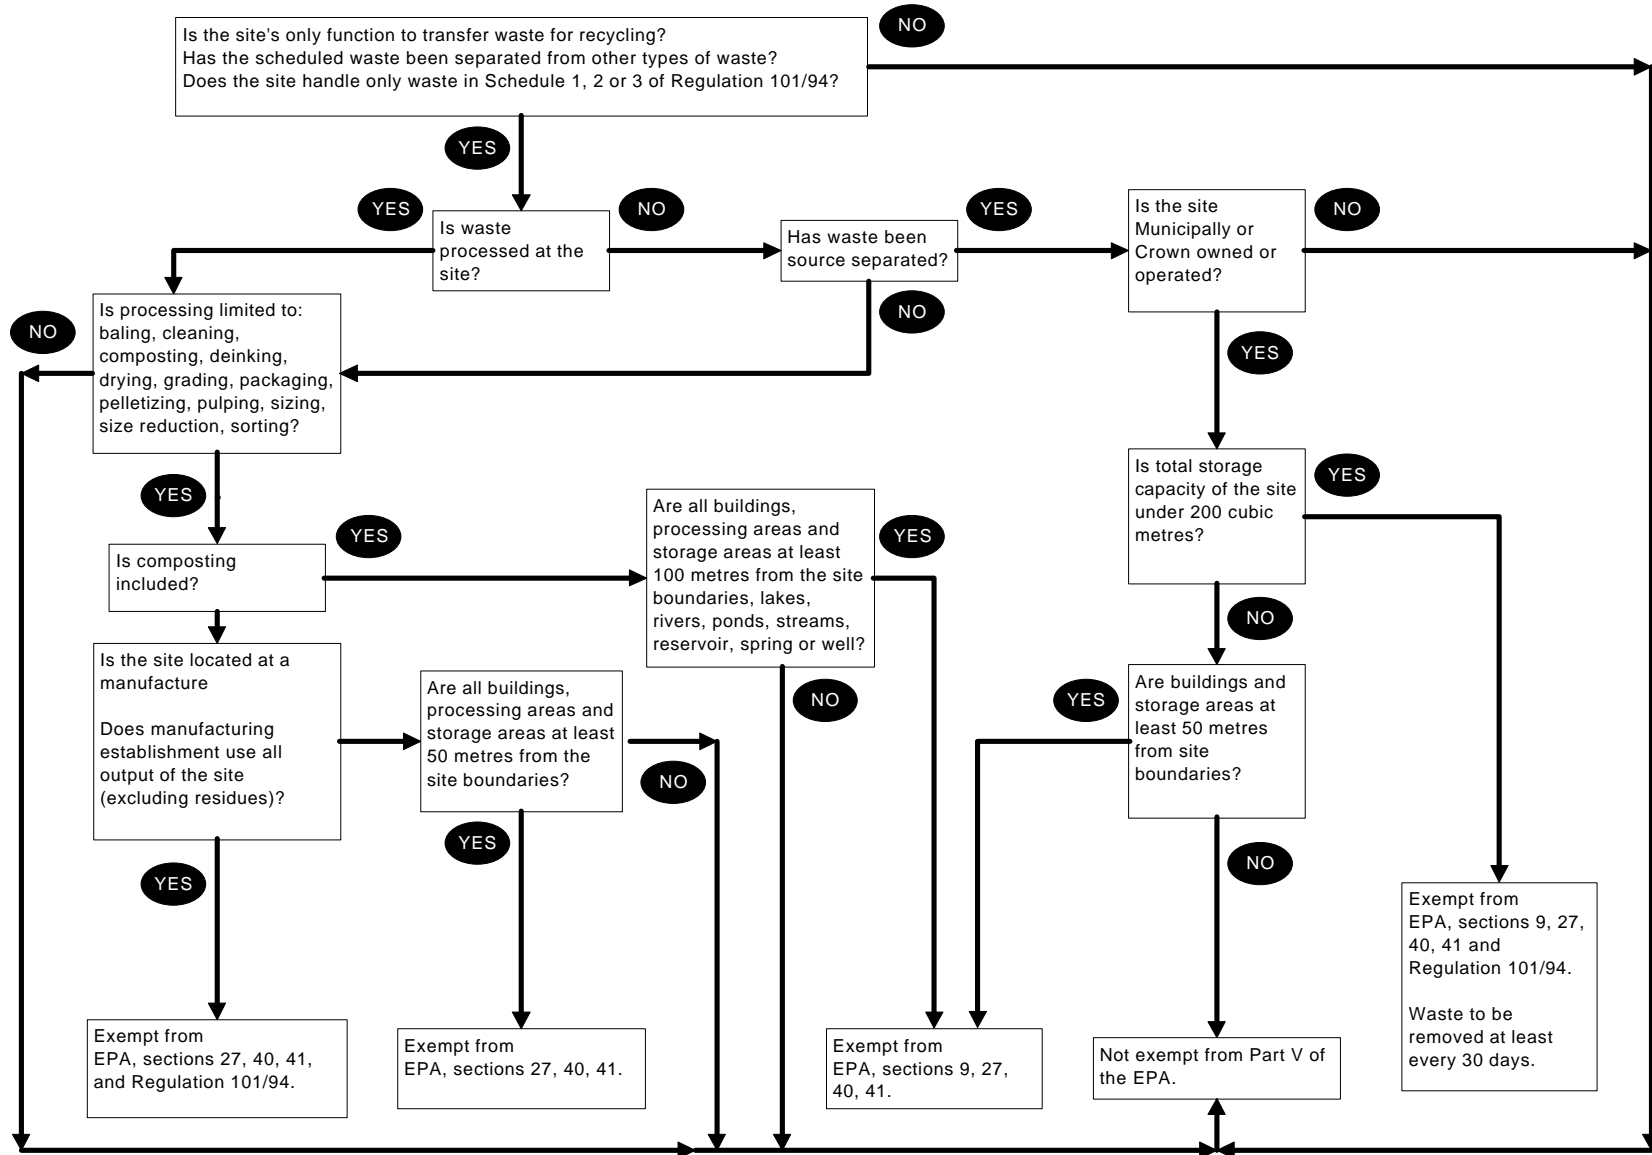 NO
Is the site's only function to transfer waste for recycling?
Has the scheduled waste been separated from other types of waste?
Does the site handle only waste in Schedule 1, 2 or 3 of Regulation 101/94?
YES
YES
Is waste
processed at the
site?
NO
Has waste been
source separated?
YES
Is the site
Municipally or
Crown owned or
operated?
NO
NO
Is processing limited to:
baling, cleaning,
composting, deinking,
drying, grading, packaging,
pelletizing, pulping, sizing,
size reduction, sorting?
NO
YES
YES
Is composting
included?
YES
Are all buildings,
processing areas and
storage areas at least
100 metres from the site
boundaries, lakes,
rivers, ponds, streams,
reservoir, spring or well?
YES
Is total storage
capacity of the site
under 200 cubic
metres?
YES
NO
Is the site located at a
manufacture
Does manufacturing
establishment use all
output of the site
(excluding residues)?
Are all buildings,
processing areas and
storage areas at least
50 metres from the
site boundaries?
NO
NO
YES
Are buildings and
storage areas at
least 50 metres
from site
boundaries?
YES
YES
NO
Exempt from
EPA, sections 27, 40, 41,
and Regulation 101/94.
Exempt from
EPA, sections 27, 40, 41.
Exempt from
EPA, sections 9, 27,
40, 41.
Not exempt from Part V of
the EPA.
Exempt from
EPA, sections 9, 27,
40, 41 and
Regulation 101/94.
Waste to be
removed at least
every 30 days.